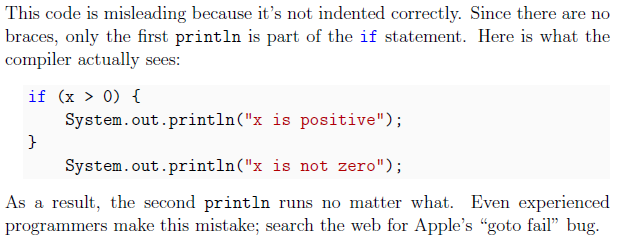 This code is misleading because it’s not indented correctly. Since there are no
braces, only the first println is part of the if statement. Here is what the
compiler actually sees:
if (x > 0) {
    System.out.println("x is positive");
}
    System.out.println("x is not zero");
As a result, the second println runs no matter what. Even experienced
programmers make this mistake; search the web for Apple’s “goto fail” bug.